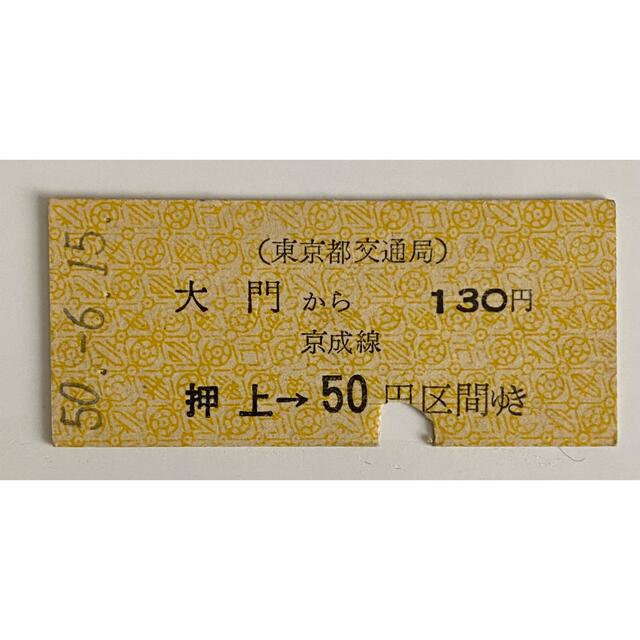 50.-6.15.
(東京都交通局)
大門から 130円
京成線
押上→50円区間ゆき